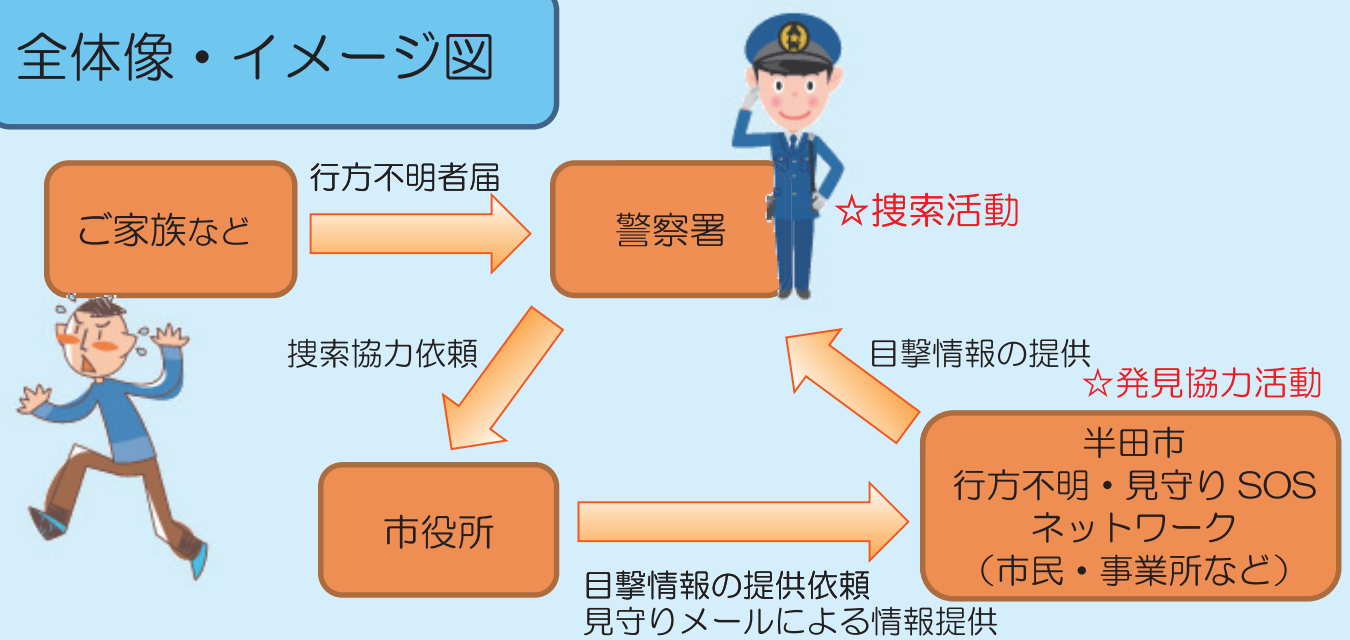 全体像・イメージ図
行方不明者届
ご家族など
警察署
☆捜索活動
捜索協力依頼
目撃情報の提供
☆発見協力活動
半田市
行方不明・見守りSOS
ネットワーク
（市民・事業所など）
市役所
目撃情報の提供依頼
見守りメールによる情報提供